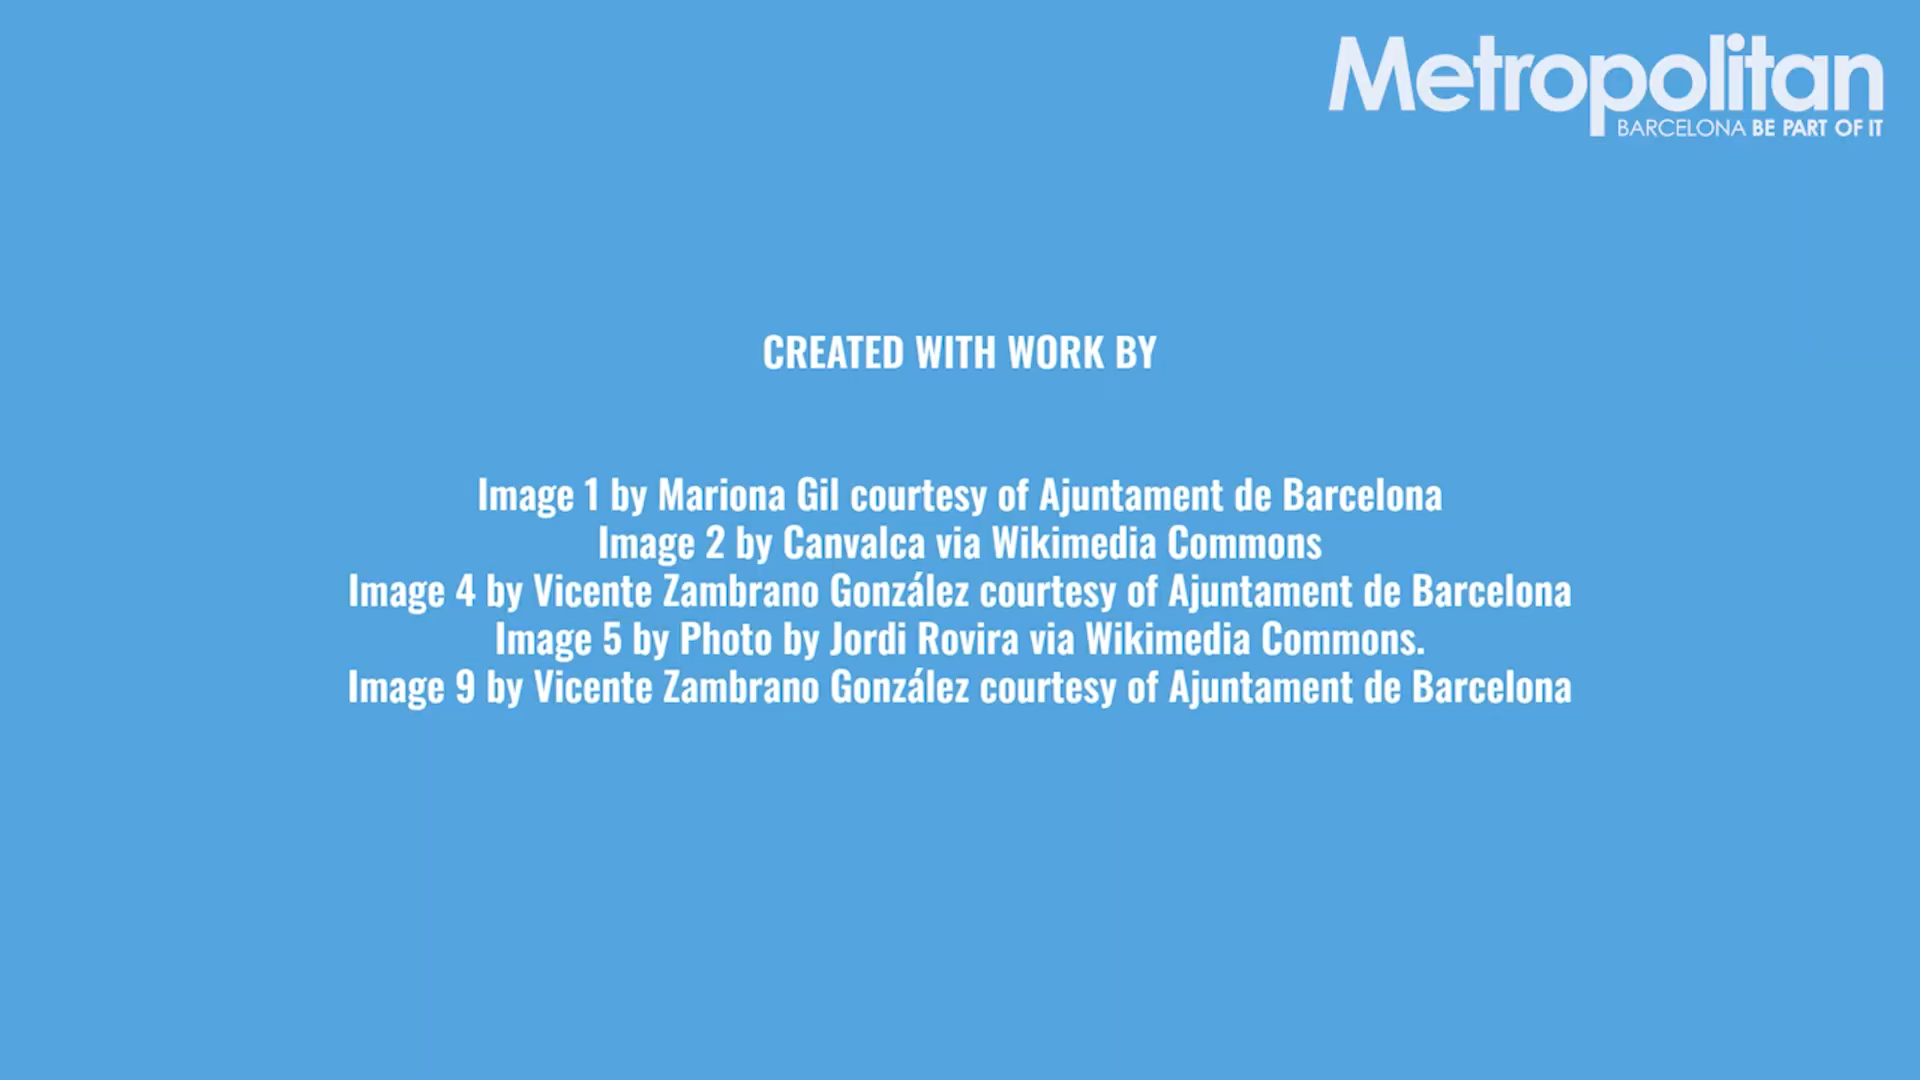 Metropolitan
BARCELONA BE PART OF IT
CREATED WITH WORK BY
Image 1 by Mariona Gil courtesy of Ajuntament de Barcelona
Image 2 by Canvalca via Wikimedia Commons
Image 4 by Vicente Zambrano González courtesy of Ajuntament de Barcelona
Image 5 by Photo by Jordi Rovira via Wikimedia Commons.
Image 9 by Vicente Zambrano González courtesy of Ajuntament de Barcelona